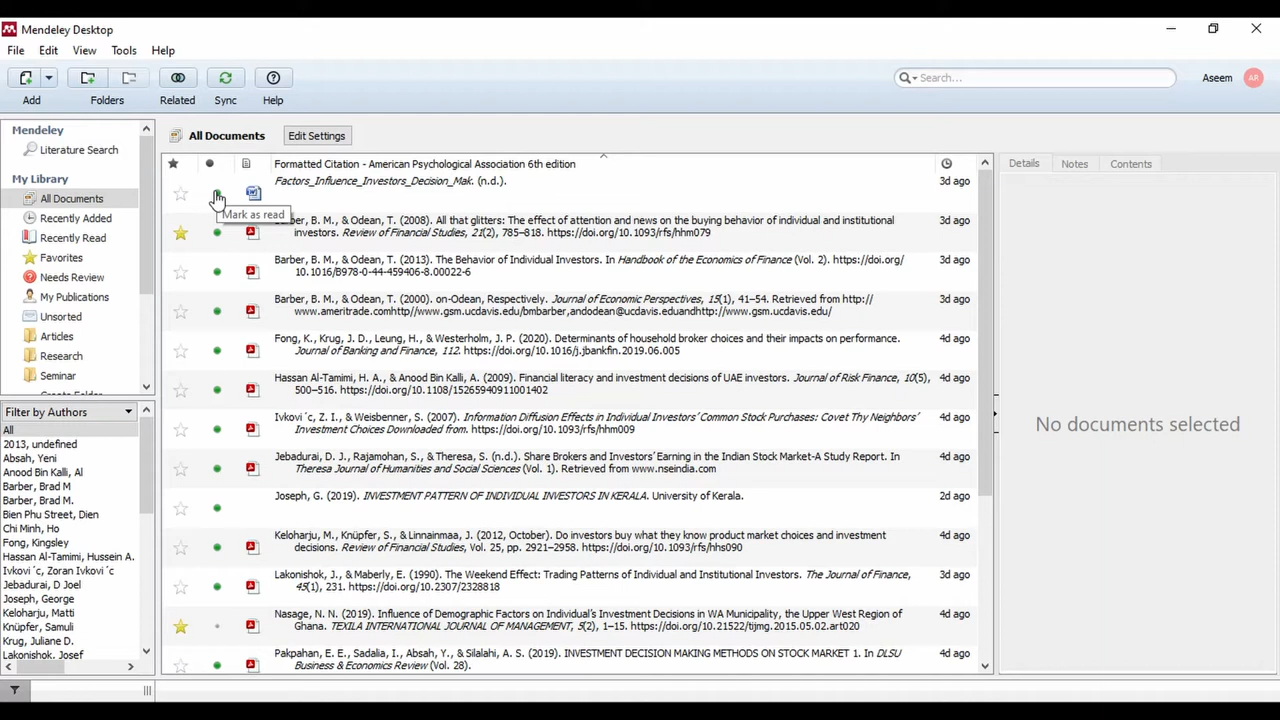 Mendeley Desktop
File Edit View Tools Help
Search...
Aseem AR
Add Folders Related Sync Help
Mendeley
Literature Search
My Library
All Documents
Recently Added
Recently Read
Favorites
Needs Review
My Publications
Unsorted
Articles
Research
Seminar
Filter by Authors
All
2013, undefined
Absah, Yeni
Anood Bin Kalli, Al
Barber, Brad M
Barber, Brad M.
Bien Phu Street, Dien
Chi Minh, Ho
Fong, Kingsley
Hassan Al-Tamimi, Hussein A.
Ivkovi´c, Zoran Ivkovi´c
Jebadurai, D Joel
Joseph, George
Keloharju, Matti
Knüpfer, Samuli
Krug, Juliane D.
Lakonishok, Josef
All Documents Edit Settings
Formatted Citation - American Psychological Association 6th edition
Factors_Influence_Investors_Decision_Mak. (n.d.). 3d ago
Mark as read
ber, B. M., & Odean, T. (2008). All that glitters: The effect of attention and news on the buying behavior of individual and institutional 3d ago
investors. Review of Financial Studies, 21(2), 785–818. https://doi.org/10.1093/rfs/hhm079
Barber, B. M., & Odean, T. (2013). The Behavior of Individual Investors. In Handbook of the Economics of Finance (Vol. 2). https://doi.org/ 3d ago
10.1016/B978-0-44-459406-8.00022-6
Barber, B. M., & Odean, T. (2000). on-Odean, Respectively. Journal of Economic Perspectives, 15(1), 41–54. Retrieved from http:// 3d ago
www.ameritrade.comhttp//www.gsm.ucdavis.edu/bmbarber,andodean@ucdavis.eduandhttp://www.gsm.ucdavis.edu/
Fong, K., Krug, J. D., Leung, H., & Westerholm, J. P. (2020). Determinants of household broker choices and their impacts on performance. 4d ago
Journal of Banking and Finance, 112. https://doi.org/10.1016/j.jbankfin.2019.06.005
Hassan Al-Tamimi, H. A., & Anood Bin Kalli, A. (2009). Financial literacy and investment decisions of UAE investors. Journal of Risk Finance, 10(5), 4d ago
500–516. https://doi.org/10.1108/15265940911001402
Ivkovi´c, Z. I., & Weisbenner, S. (2007). Information Diffusion Effects in Individual Investors' Common Stock Purchases: Covet Thy Neighbors' 4d ago
Investment Choices Downloaded from. https://doi.org/10.1093/rfs/hhm009
Jebadurai, D. J., Rajamohan, S., & Theresa, S. (n.d.). Share Brokers and Investors´Earning in the Indian Stock Market-A Study Report. In 4d ago
Theresa Journal of Humanities and Social Sciences (Vol. 1). Retrieved from www.nseindia.com
Joseph, G. (2019). INVESTMENT PATTERN OF INDIVIDUAL INVESTORS IN KERALA. University of Kerala. 2d ago
Keloharju, M., Knüpfer, S., & Linnainmaa, J. (2012, October). Do investors buy what they know product market choices and investment 3d ago
decisions. Review of Financial Studies, Vol. 25, pp. 2921–2958. https://doi.org/10.1093/rfs/hhs090
Lakonishok, J., & Maberly, E. (1990). The Weekend Effect: Trading Patterns of Individual and Institutional Investors. The Journal of Finance, 3d ago
45(1), 231. https://doi.org/10.2307/2328818
Nasage, N. N. (2019). Influence of Demographic Factors on Individual's Investment Decisions in WA Municipality, the Upper West Region of 4d ago
Ghana. TEXILA INTERNATIONAL JOURNAL OF MANAGEMENT, 5(2), 1–15. https://doi.org/10.21522/tijmg.2015.05.02.art020
Pakpahan, E. E., Sadalia, I., Absah, Y., & Silalahi, A. S. (2019). INVESTMENT DECISION MAKING METHODS ON STOCK MARKET 1. In DLSU 4d ago
Business & Economics Review (Vol. 28).
Details Notes Contents
No documents selected